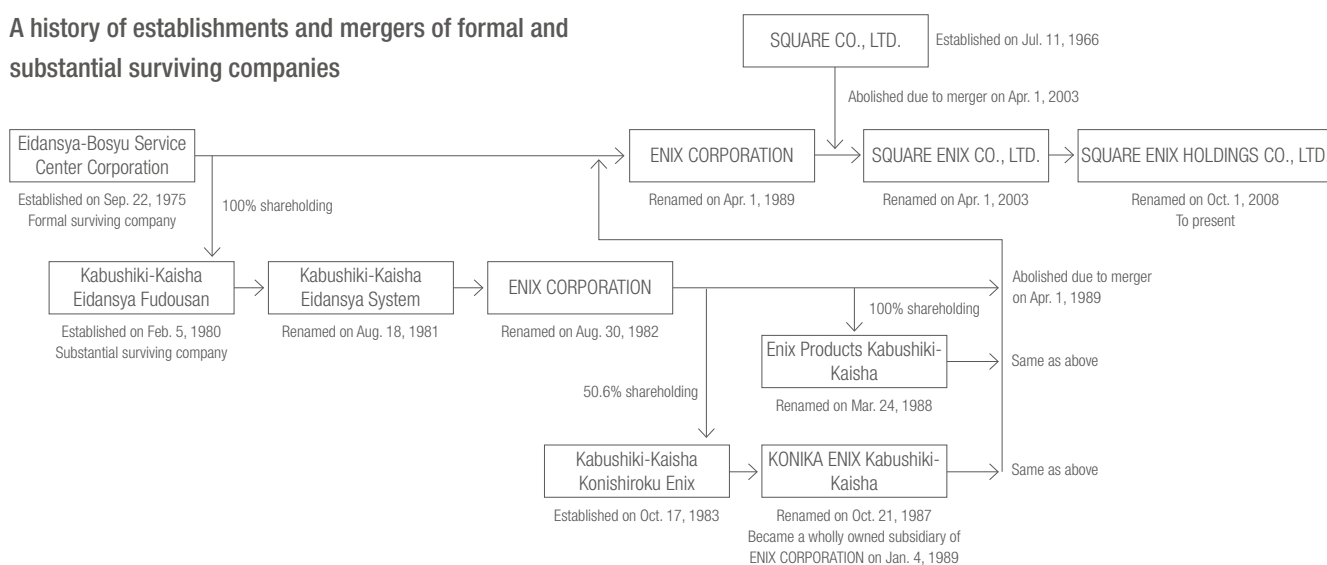 A history of establishments and mergers of formal and
substantial surviving companies
SQUARE CO., LTD.
Established on Jul. 11, 1966
Abolished due to merger on Apr. 1, 2003
Eidansya-Bosyu Service
Center Corporation
Established on Sep. 22, 1975
Formal surviving company
100% shareholding
ENIX CORPORATION
Renamed on Apr. 1, 1989
SQUARE ENIX CO., LTD.
Renamed on Apr. 1, 2003
SQUARE ENIX HOLDINGS CO., LTD.
Renamed on Oct. 1, 2008
To present
Kabushiki-Kaisha
Eidansya Fudousan
Established on Feb. 5, 1980
Substantial surviving company
Kabushiki-Kaisha
Eidansya System
Renamed on Aug. 18, 1981
ENIX CORPORATION
Renamed on Aug. 30, 1982
Abolished due to merger
on Apr. 1, 1989
100% shareholding
Enix Products Kabushiki-
Kaisha
Renamed on Mar. 24, 1988
Same as above
50.6% shareholding
Kabushiki-Kaisha
Konishiroku Enix
Established on Oct. 17, 1983
KONIKA ENIX Kabushiki-
Kaisha
Renamed on Oct. 21, 1987
Became a wholly owned subsidiary of
ENIX CORPORATION on Jan. 4, 1989
Same as above